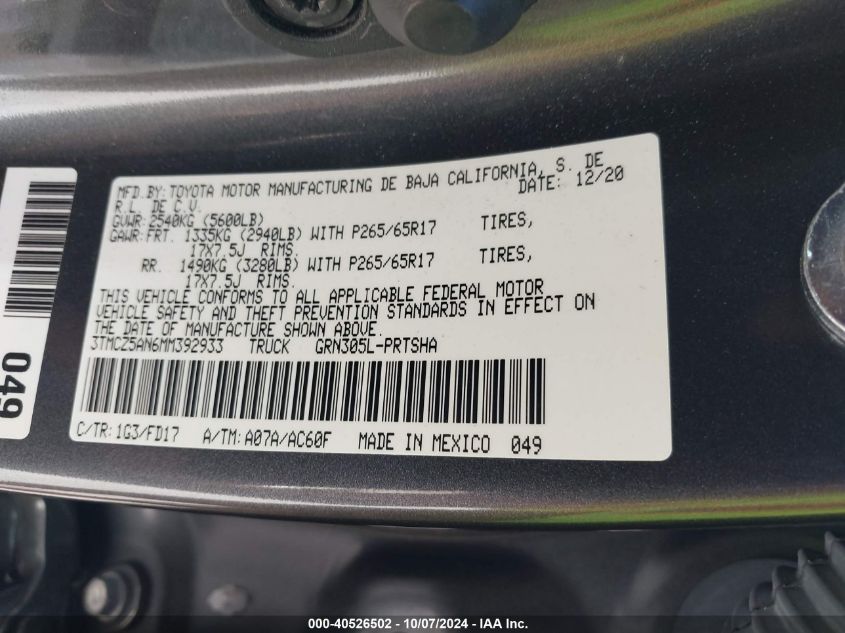 MFD.BY: TOYOTA MOTOR MANUFACTURING DE BAJA CALIFORNIA, S. DE
R.L. DE C.V. DATE: 12/20
GVWR: 2540KG (5600LB)
GAWR: FRT. 1335KG (2940LB) WITH P265/65R17 TIRES,
17X7.5J RIMS.
RR. 1490KG (3280LB) WITH P265/65R17 TIRES,
17X7.5J RIMS.
THIS VEHICLE CONFORMS TO ALL APPLICABLE FEDERAL MOTOR
VEHICLE SAFETY AND THEFT PREVENTION STANDARDS IN EFFECT ON
THE DATE OF MANUFACTURE SHOWN ABOVE.
3TMCZ5AN6MM392933 TRUCK GRN305L-PRTSHA
C/TR: 1G3/FD17 A/TM: A07A/AC60F MADE IN MEXICO 049
049
000-40526502 - 10/07/2024 - IAA Inc.